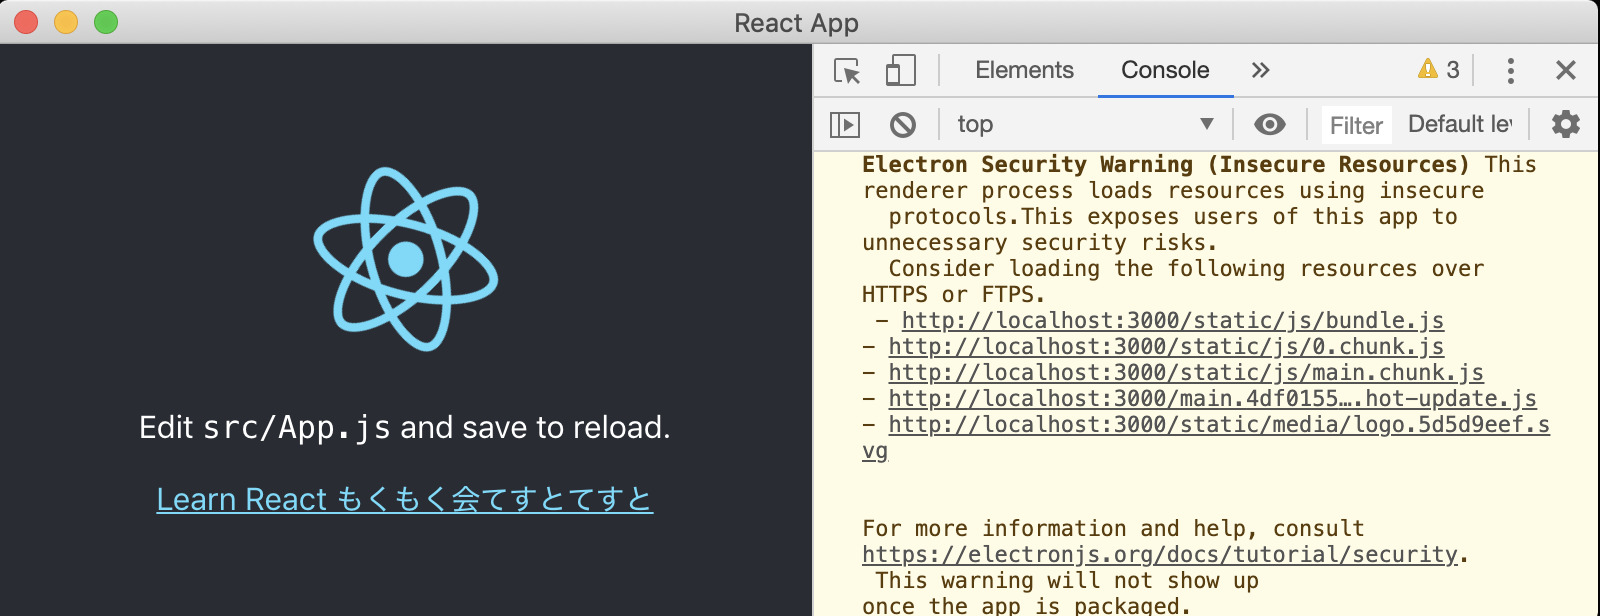 React App
Edit src/App.js and save to reload.
Learn React もくもく会てすとてすと
Elements Console 3
top Filter Default lev
Electron Security Warning (Insecure Resources) This
renderer process loads resources using insecure
protocols.This exposes users of this app to
unnecessary security risks.
Consider loading the following resources over
HTTPS or FTPS.
- http://localhost:3000/static/js/bundle.js
- http://localhost:3000/static/js/0.chunk.js
- http://localhost:3000/static/js/main.chunk.js
- http://localhost:3000/main.4df0155….hot-update.js
- http://localhost:3000/static/media/logo.5d5d9eef.s
vg
For more information and help, consult
https://electronjs.org/docs/tutorial/security.
This warning will not show up
once the app is packaged.